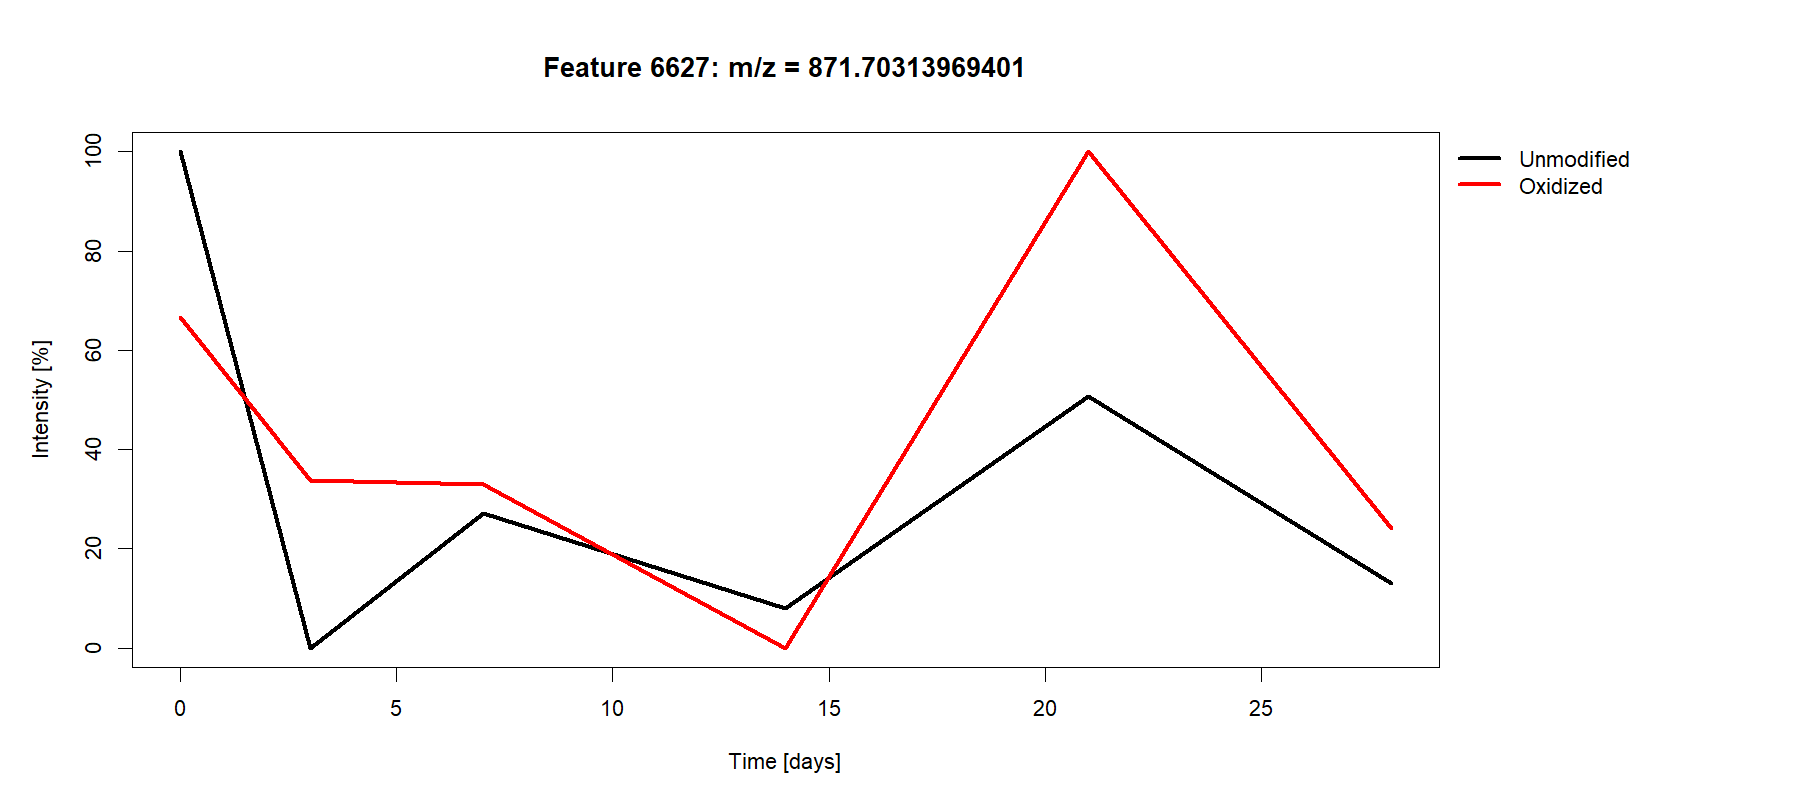 Feature 6627: m/z = 871.70313969401
Unmodified
Oxidized
Intensity [%]
100
80
60
40
20
0
0 5 10 15 20 25
Time [days]